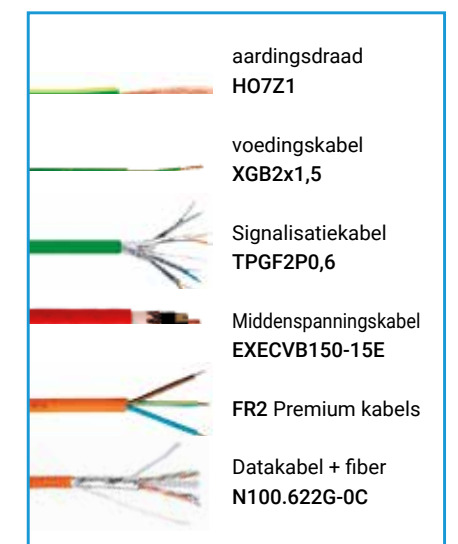 aardingsdraad
HO7Z1
voedingskabel
XGB2x1,5
Signalisatiekabel
TPGF2P0,6
Middenspanningskabel
EXECVB150-15E
FR2 Premium kabels
Datakabel + fiber
N100.622G-0C